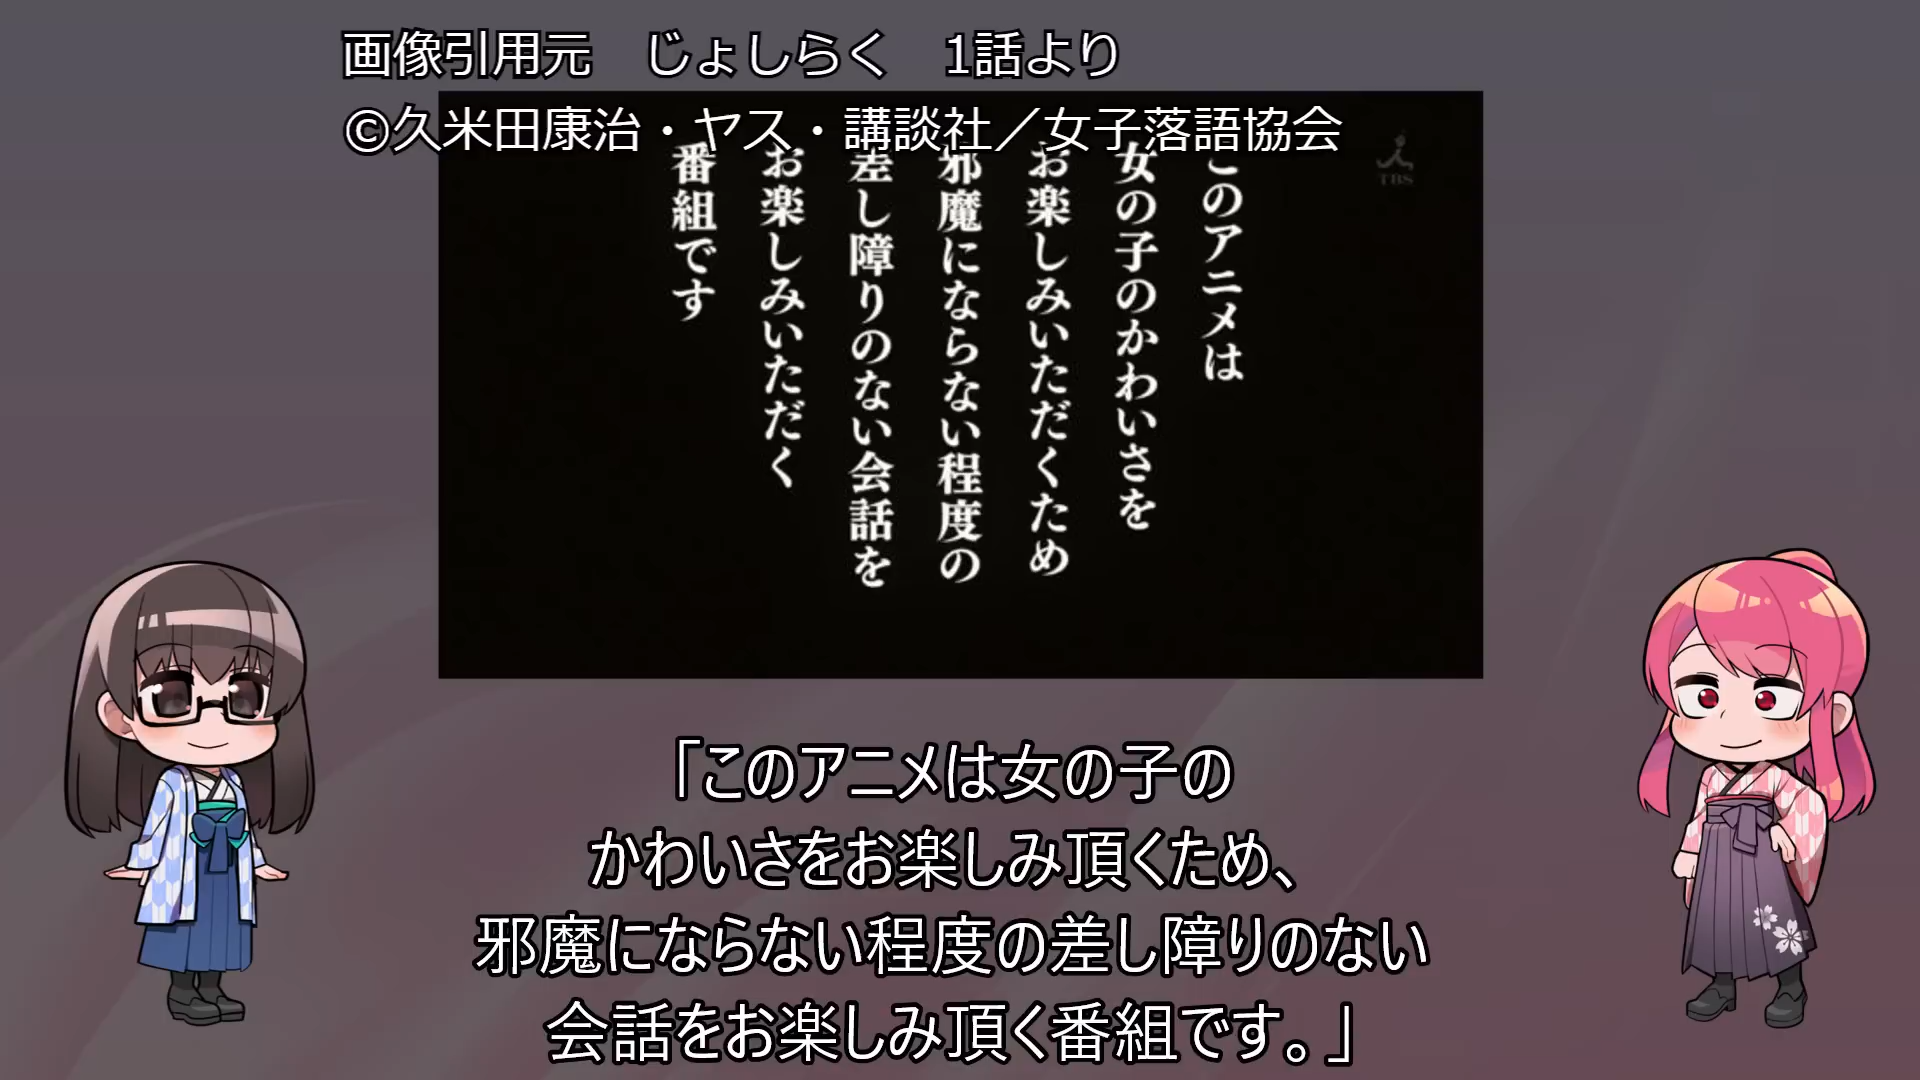 画像引用元　じょしらく　1話より
©久米田康治・ヤス・講談社／女子落語協会
このアニメは
女の子のかわいさを
お楽しみいただくため
邪魔にならない程度の
差し障りのない会話を
お楽しみいただく
番組です
TBS
「このアニメは女の子の
かわいさをお楽しみ頂くため、
邪魔にならない程度の差し障りのない
会話をお楽しみ頂く番組です。」